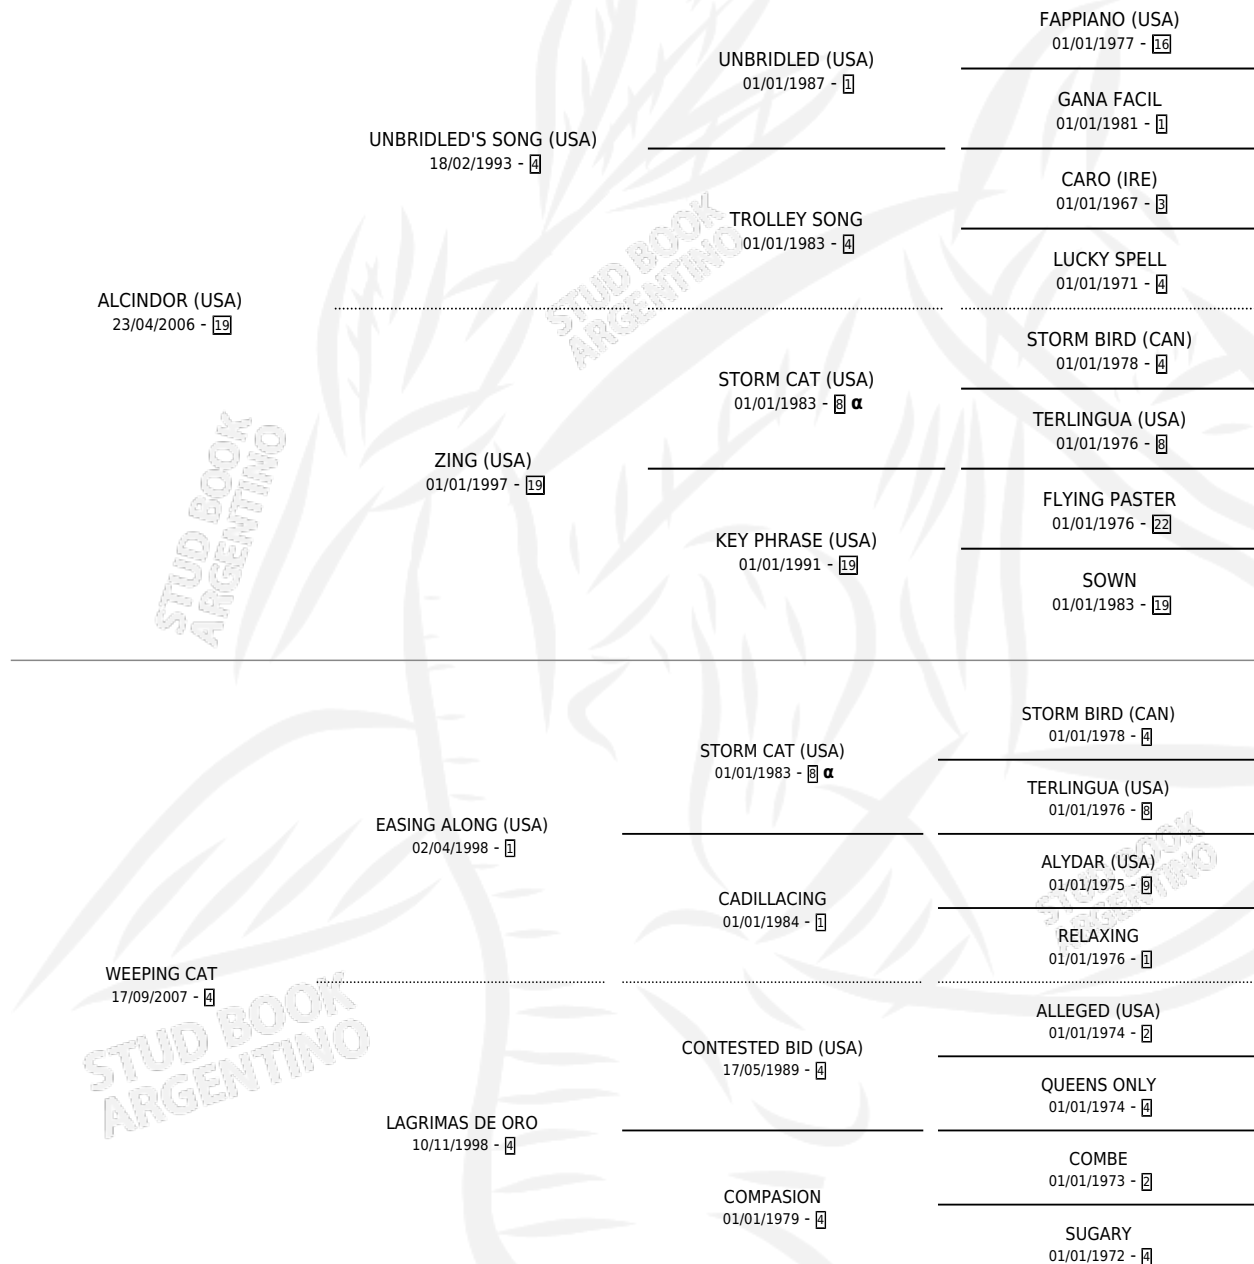 FAPPIANO (USA)
01/01/1977 - 16
UNBRIDLED (USA)
01/01/1987 - 1
GANA FACIL
01/01/1981 - 1
UNBRIDLED'S SONG (USA)
18/02/1993 - 4
CARO (IRE)
01/01/1967 - 3
TROLLEY SONG
01/01/1983 - 4
LUCKY SPELL
01/01/1971 - 4
ALCINDOR (USA)
23/04/2006 - 19
STORM BIRD (CAN)
01/01/1978 - 4
STORM CAT (USA)
01/01/1983 - 8 α
TERLINGUA (USA)
01/01/1976 - 8
ZING (USA)
01/01/1997 - 19
FLYING PASTER
01/01/1976 - 22
KEY PHRASE (USA)
01/01/1991 - 19
SOWN
01/01/1983 - 19
STORM BIRD (CAN)
01/01/1978 - 4
STORM CAT (USA)
01/01/1983 - 8 α
TERLINGUA (USA)
01/01/1976 - 8
EASING ALONG (USA)
02/04/1998 - 1
ALYDAR (USA)
01/01/1975 - 9
CADILLACING
01/01/1984 - 1
RELAXING
01/01/1976 - 1
WEEPING CAT
17/09/2007 - 4
ALLEGED (USA)
01/01/1974 - 2
CONTESTED BID (USA)
17/05/1989 - 4
QUEENS ONLY
01/01/1974 - 4
LAGRIMAS DE ORO
10/11/1998 - 4
COMBE
01/01/1973 - 2
COMPASION
01/01/1979 - 4
SUGARY
01/01/1972 - 4
STUD BOOK
ARGENTINO
STUD BOOK
ARGENTINO
STUD BOOK
ARGENTINO
STUD BOOK
ARGENTINO